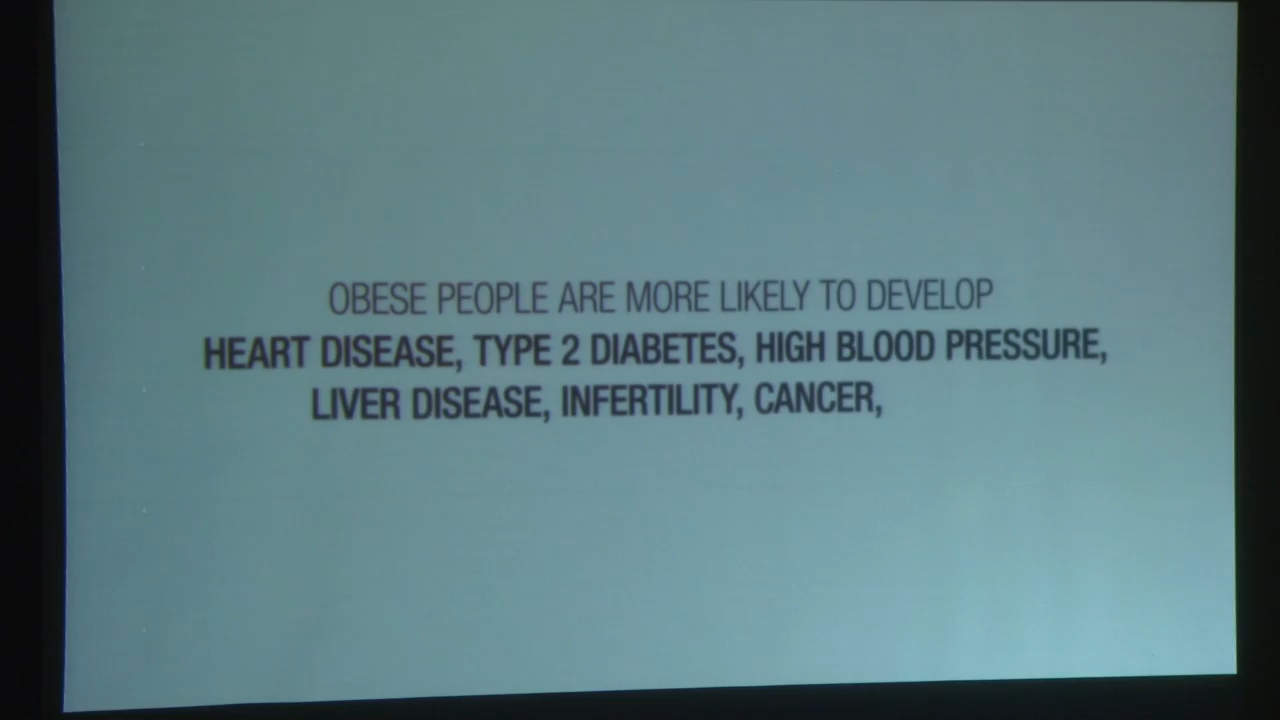 OBESE PEOPLE ARE MORE LIKELY TO DEVELOP
HEART DISEASE, TYPE 2 DIABETES, HIGH BLOOD PRESSURE,
LIVER DISEASE, INFERTILITY, CANCER,